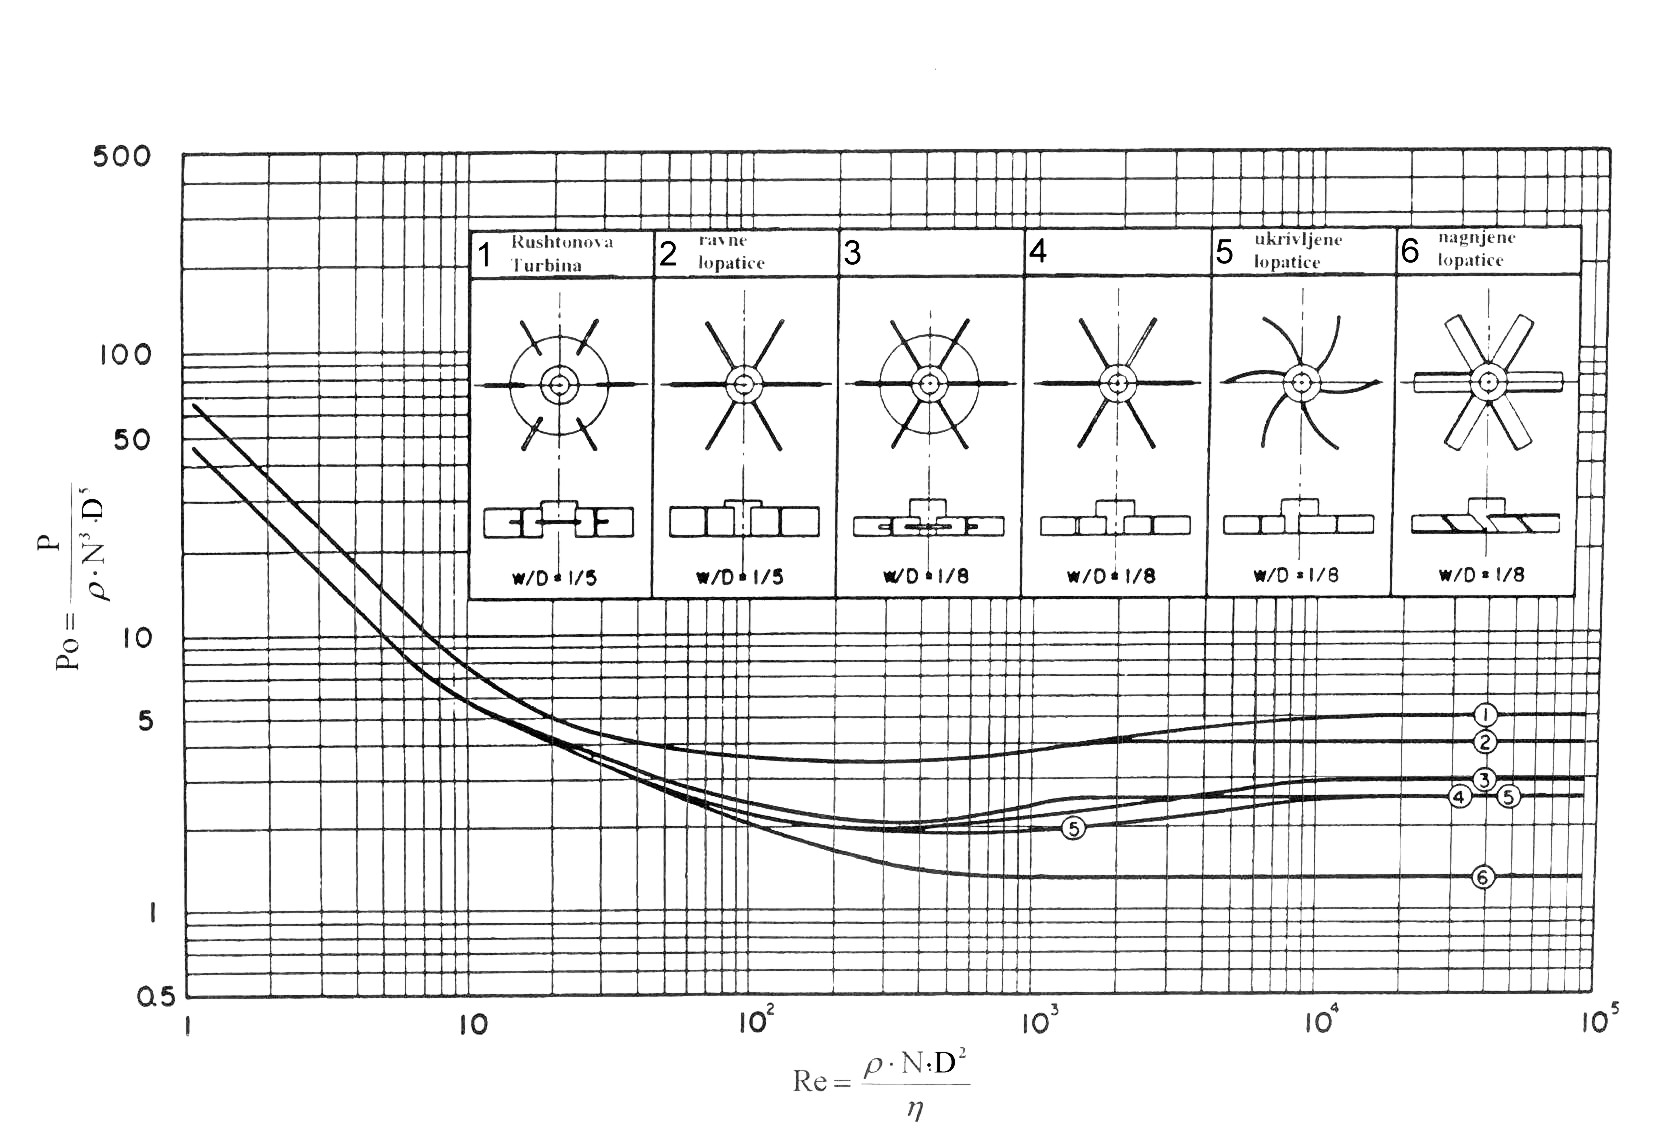 500
100
50
10
5
1
0.5
Po = P / ρ · N³ · D⁵
1 Rushtonova
Turbina
2 ravne
lopatice
3
4
5 ukrivljene
lopatice
6 nagnjene
lopatice
W/D = 1/5
W/D = 1/5
W/D = 1/8
W/D = 1/8
W/D = 1/8
W/D = 1/8
1
2
3
4 5
5
6
1 10 10² 10³ 10⁴ 10⁵
Re = ρ · N · D² / η